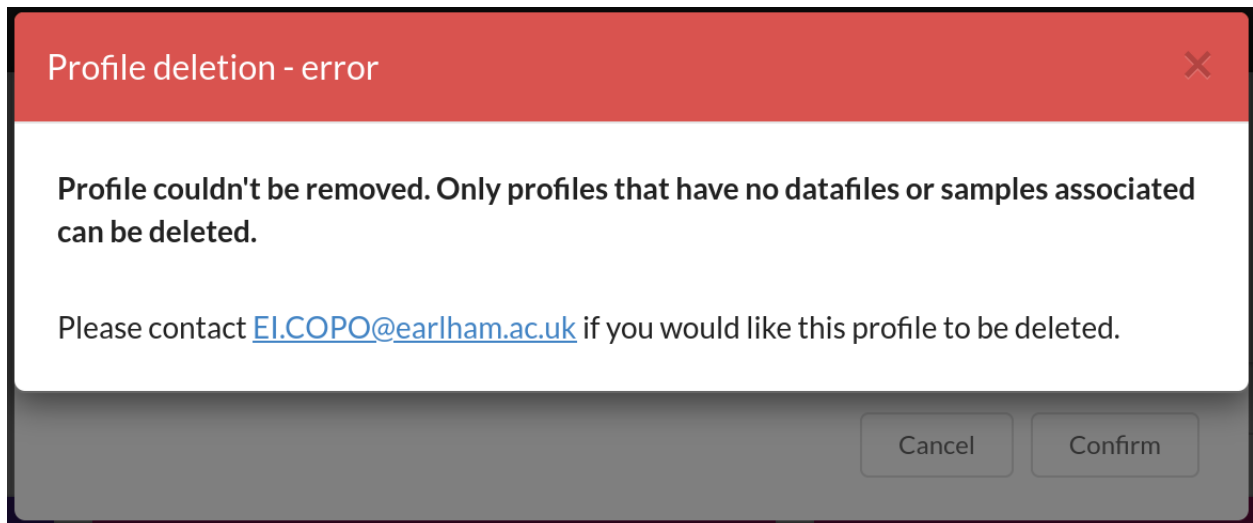 Profile deletion - error
×
Profile couldn't be removed. Only profiles that have no datafiles or samples associated
can be deleted.
Please contact EI.COPO@earlham.ac.uk if you would like this profile to be deleted.
Cancel Confirm